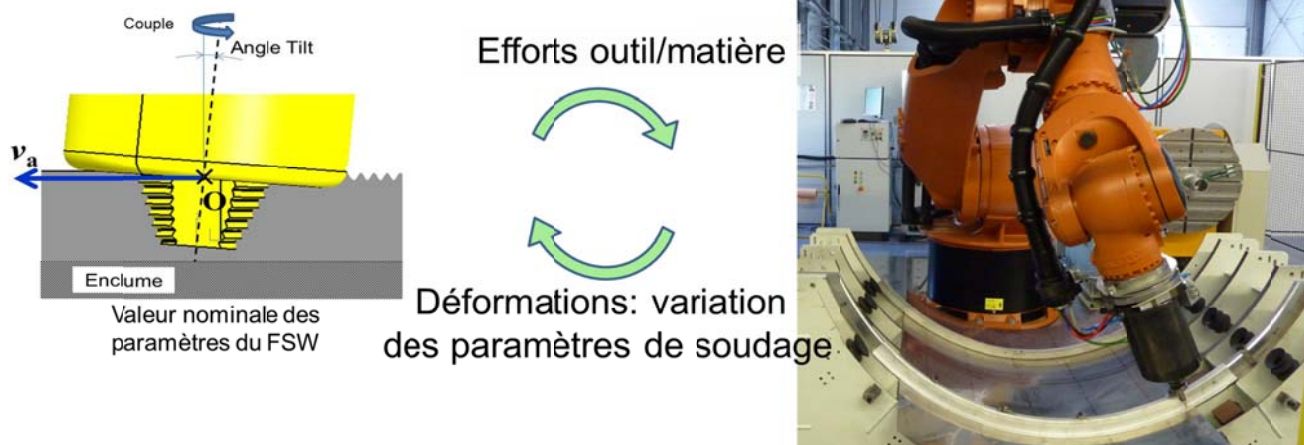 Couple
Angle Tilt
va
O
Enclume
Valeur nominale des
paramètres du FSW
Efforts outil/matière
Déformations: variation
des paramètres de soudage